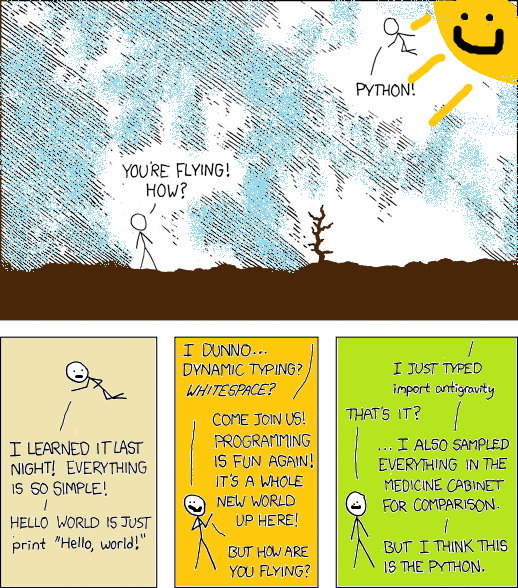 YOU'RE FLYING!
HOW?
PYTHON!
I LEARNED IT LAST
NIGHT! EVERYTHING
IS SO SIMPLE!
HELLO WORLD IS JUST
print "Hello, world!"
I DUNNO...
DYNAMIC TYPING?
WHITESPACE?
COME JOIN US!
PROGRAMMING
IS FUN AGAIN!
IT'S A WHOLE
NEW WORLD
UP HERE!
BUT HOW ARE
YOU FLYING?
I JUST TYPED
import antigravity
THAT'S IT?
...I ALSO SAMPLED
EVERYTHING IN THE
MEDICINE CABINET
FOR COMPARISON.
BUT I THINK THIS
IS THE PYTHON.